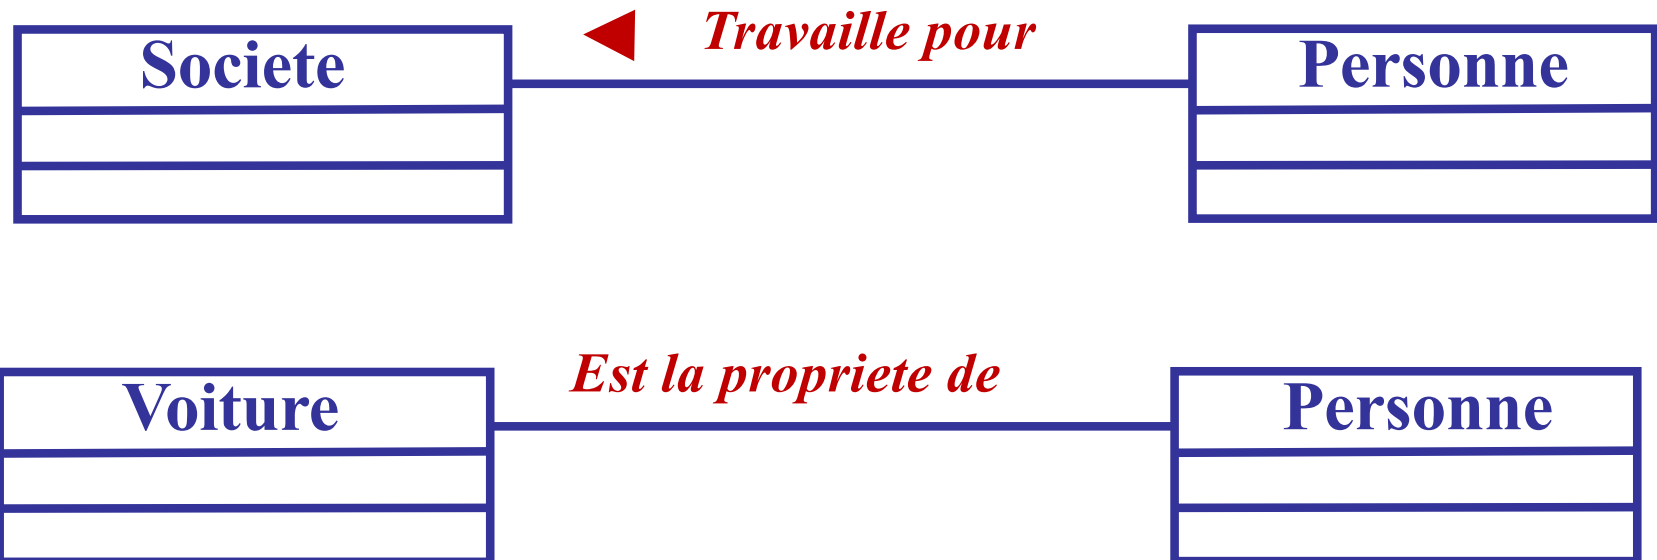 Travaille pour
Societe
Personne
Est la propriete de
Voiture
Personne